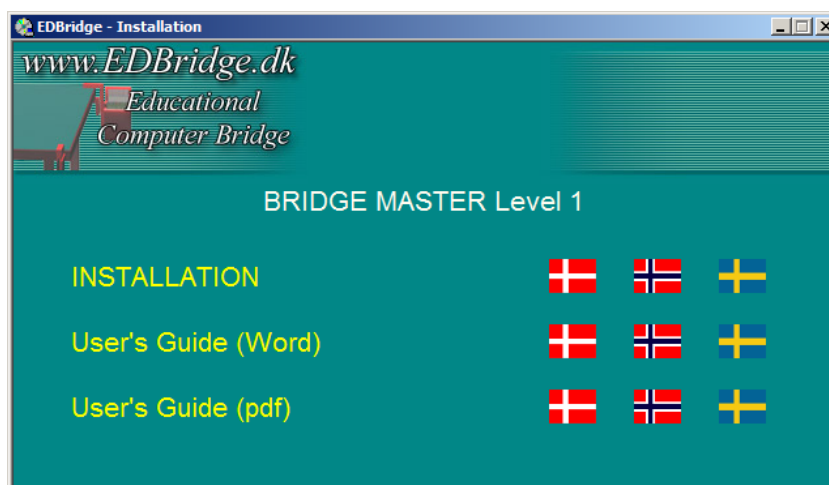 EDBridge - Installation
www.EDBridge.dk
Educational
Computer Bridge
BRIDGE MASTER Level 1
INSTALLATION
User's Guide (Word)
User's Guide (pdf)